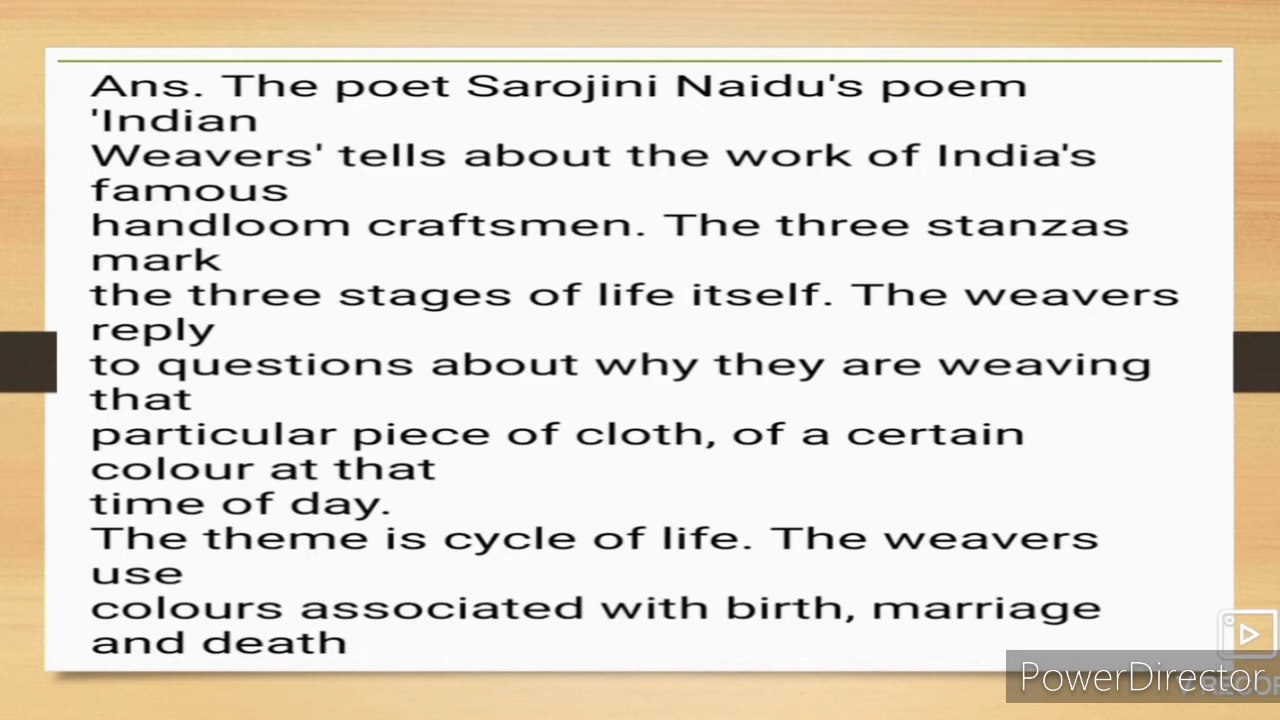 Ans. The poet Sarojini Naidu's poem
'Indian
Weavers' tells about the work of India's
famous
handloom craftsmen. The three stanzas
mark
the three stages of life itself. The weavers
reply
to questions about why they are weaving
that
particular piece of cloth, of a certain
colour at that
time of day.
The theme is cycle of life. The weavers
use
colours associated with birth, marriage
and death
PowerDirector